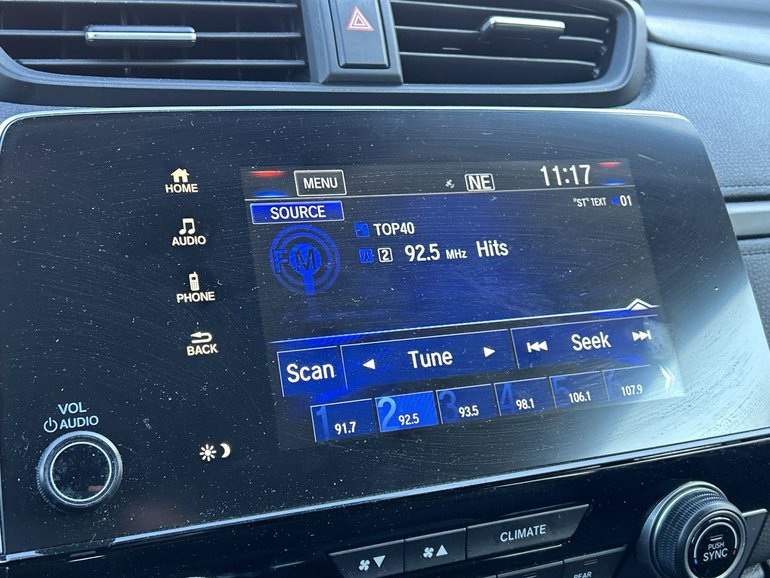 HOME
AUDIO
PHONE
BACK
VOL
AUDIO
MENU
NE
11:17
SOURCE
"ST" TEXT 01
FM
TOP40
2 92.5 MHz Hits
Scan
Tune
Seek
1 91.7
2 92.5
3 93.5
4 98.1
5 106.1
6 107.9
CLIMATE
PUSH
SYNC
REAR